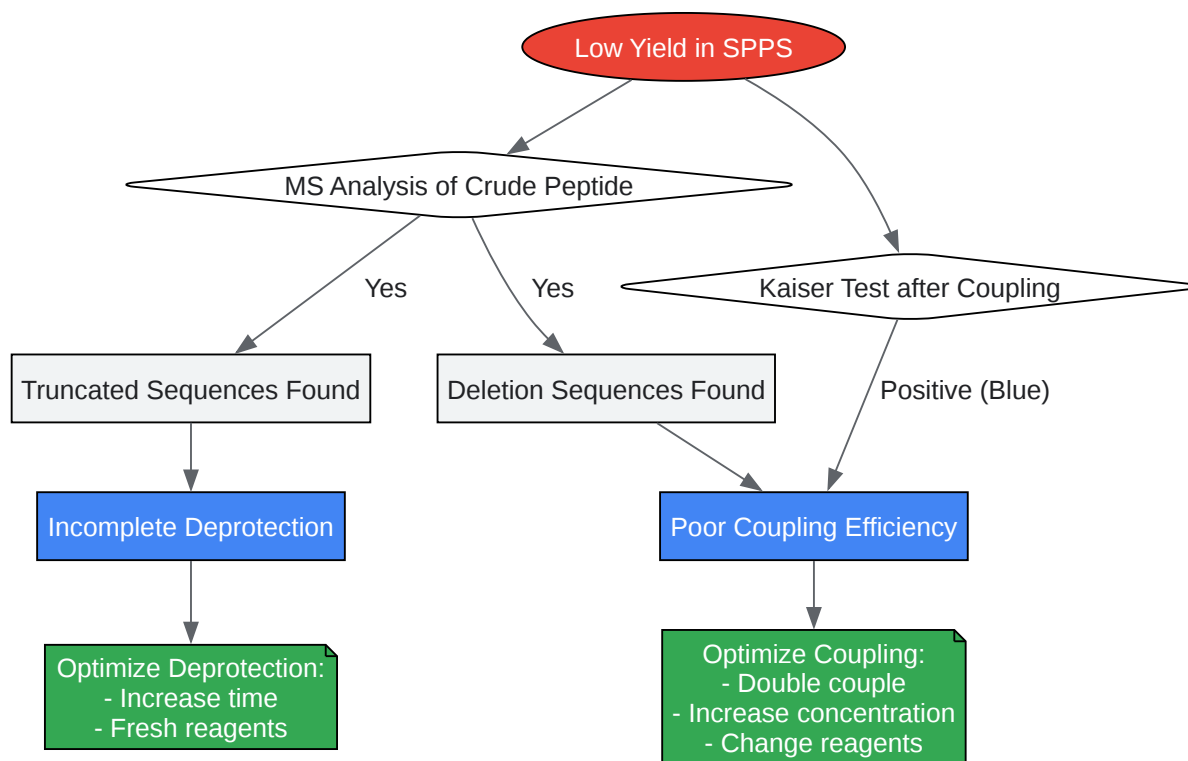 Low Yield in SPPS
MS Analysis of Crude Peptide
Kaiser Test after Coupling
Yes
Yes
Truncated Sequences Found
Deletion Sequences Found
Positive (Blue)
Incomplete Deprotection
Poor Coupling Efficiency
Optimize Deprotection:
- Increase time
- Fresh reagents
Optimize Coupling:
- Double couple
- Increase concentration
- Change reagents